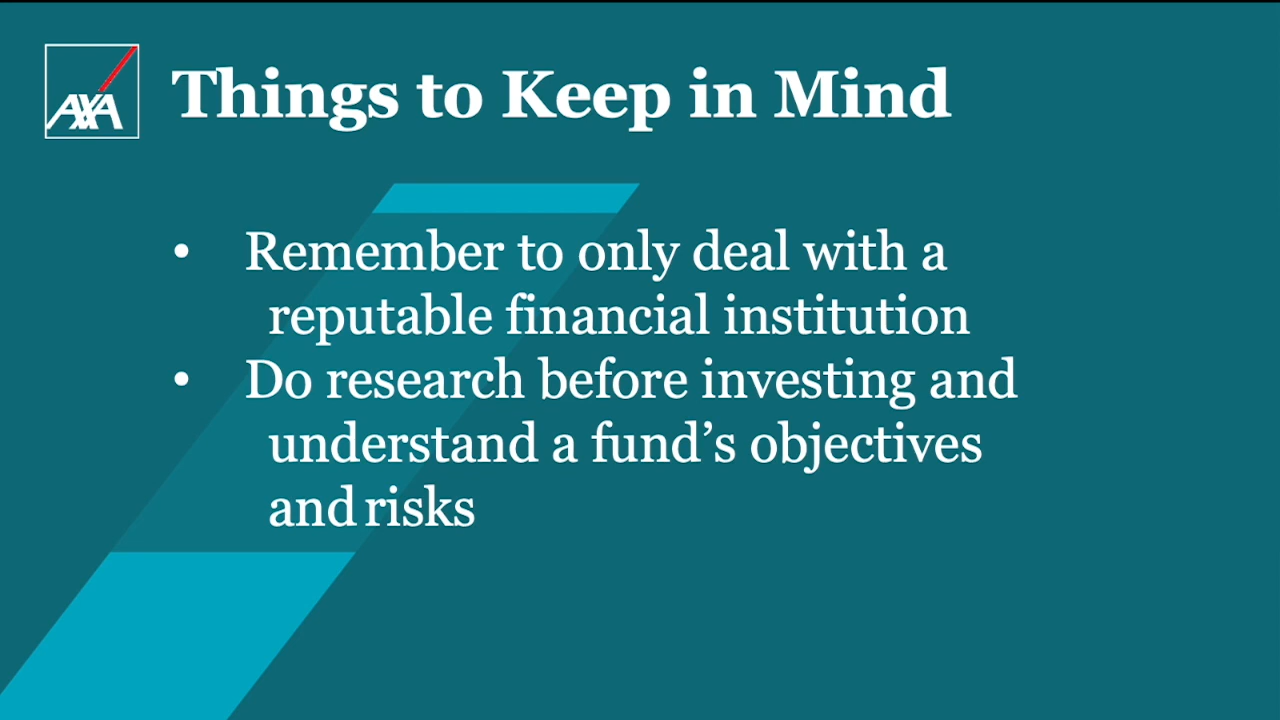 AXA
Things to Keep in Mind
• Remember to only deal with a
reputable financial institution
• Do research before investing and
understand a fund’s objectives
and risks